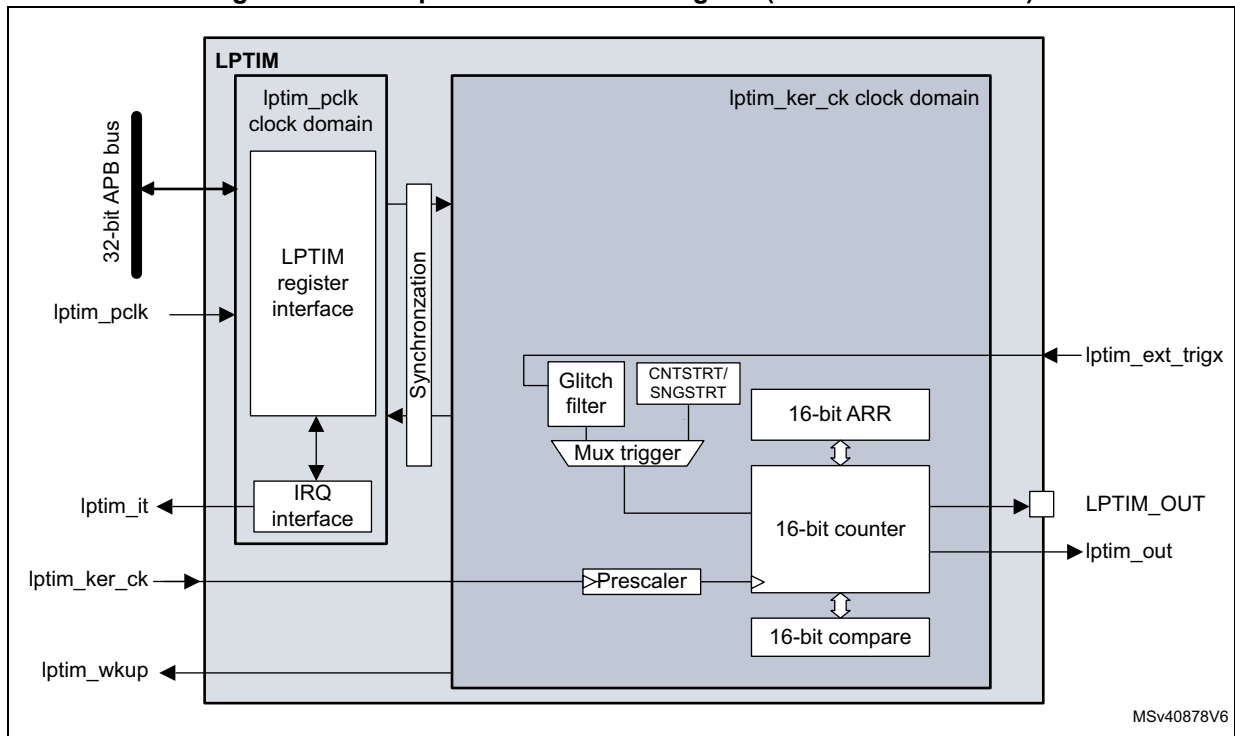 LPTIM
lptim_pclk
clock domain
lptim_ker_ck clock domain
32-bit APB bus
LPTIM
register
interface
Synchronzation
lptim_pclk
lptim_ext_trigx
Glitch
filter
CNTSTRT/
SNGSTRT
16-bit ARR
Mux trigger
IRQ
interface
lptim_it
16-bit counter
LPTIM_OUT
lptim_out
lptim_ker_ck
Prescaler
16-bit compare
lptim_wkup
MSv40878V6